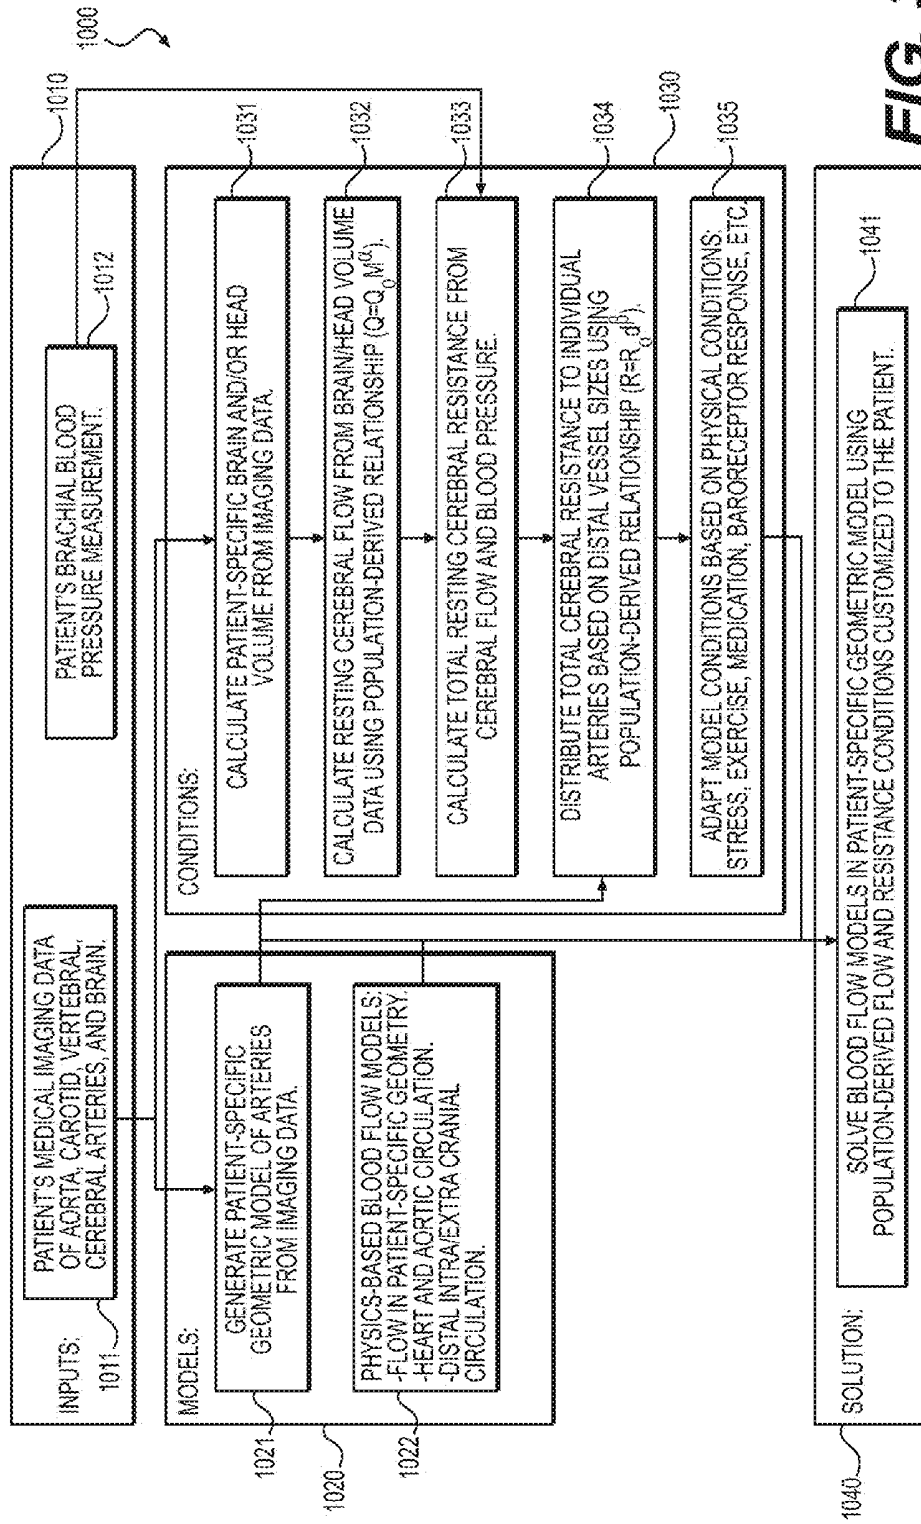 1000
1010
INPUTS:
PATIENT'S MEDICAL IMAGING DATA
OF AORTA, CAROTID, VERTEBRAL,
CEREBRAL ARTERIES, AND BRAIN.
1011
PATIENT'S BRACHIAL BLOOD
PRESSURE MEASUREMENT.
1012
MODELS:
GENERATE PATIENT-SPECIFIC
GEOMETRIC MODEL OF ARTERIES
FROM IMAGING DATA.
1021
1020
PHYSICS-BASED BLOOD FLOW MODELS:
-FLOW IN PATIENT-SPECIFIC GEOMETRY.
-HEART AND AORTIC CIRCULATION.
-DISTAL INTRA/EXTRA CRANIAL
CIRCULATION.
1022
CONDITIONS:
CALCULATE PATIENT-SPECIFIC BRAIN AND/OR HEAD
VOLUME FROM IMAGING DATA.
1031
CALCULATE RESTING CEREBRAL FLOW FROM BRAIN/HEAD VOLUME
DATA USING POPULATION-DERIVED RELATIONSHIP (Q=Q₀Mᵅ).
1032
CALCULATE TOTAL RESTING CEREBRAL RESISTANCE FROM
CEREBRAL FLOW AND BLOOD PRESSURE.
1033
DISTRIBUTE TOTAL CEREBRAL RESISTANCE TO INDIVIDUAL
ARTERIES BASED ON DISTAL VESSEL SIZES USING
POPULATION-DERIVED RELATIONSHIP (R=R₀dᵝ).
1034
1030
ADAPT MODEL CONDITIONS BASED ON PHYSICAL CONDITIONS:
STRESS, EXERCISE, MEDICATION, BARORECEPTOR RESPONSE, ETC.
1035
SOLUTION:
1040
SOLVE BLOOD FLOW MODELS IN PATIENT-SPECIFIC GEOMETRIC MODEL USING
POPULATION-DERIVED FLOW AND RESISTANCE CONDITIONS CUSTOMIZED TO THE PATIENT.
1041
FIG.